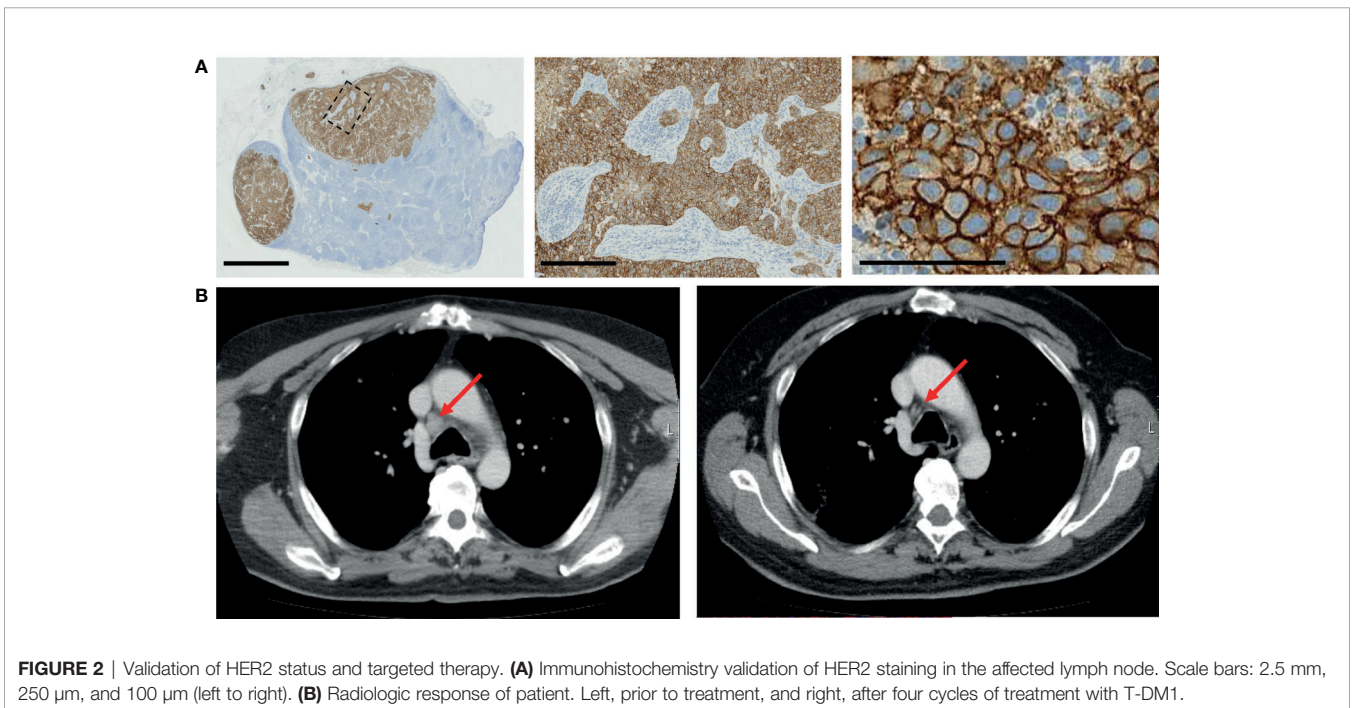 A
B
L
L
FIGURE 2 | Validation of HER2 status and targeted therapy. (A) Immunohistochemistry validation of HER2 staining in the affected lymph node. Scale bars: 2.5 mm,
250 µm, and 100 µm (left to right). (B) Radiologic response of patient. Left, prior to treatment, and right, after four cycles of treatment with T-DM1.